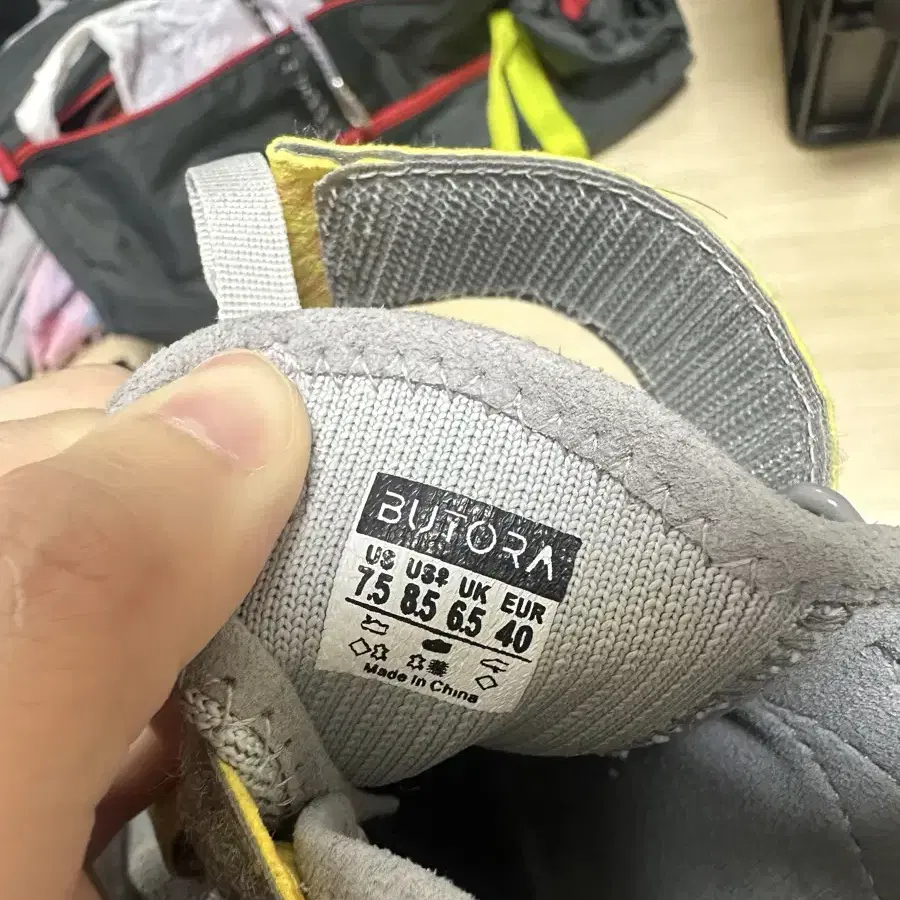 BUTORA
US US♀ UK EUR
7.5 8.5 6.5 40
Made in China